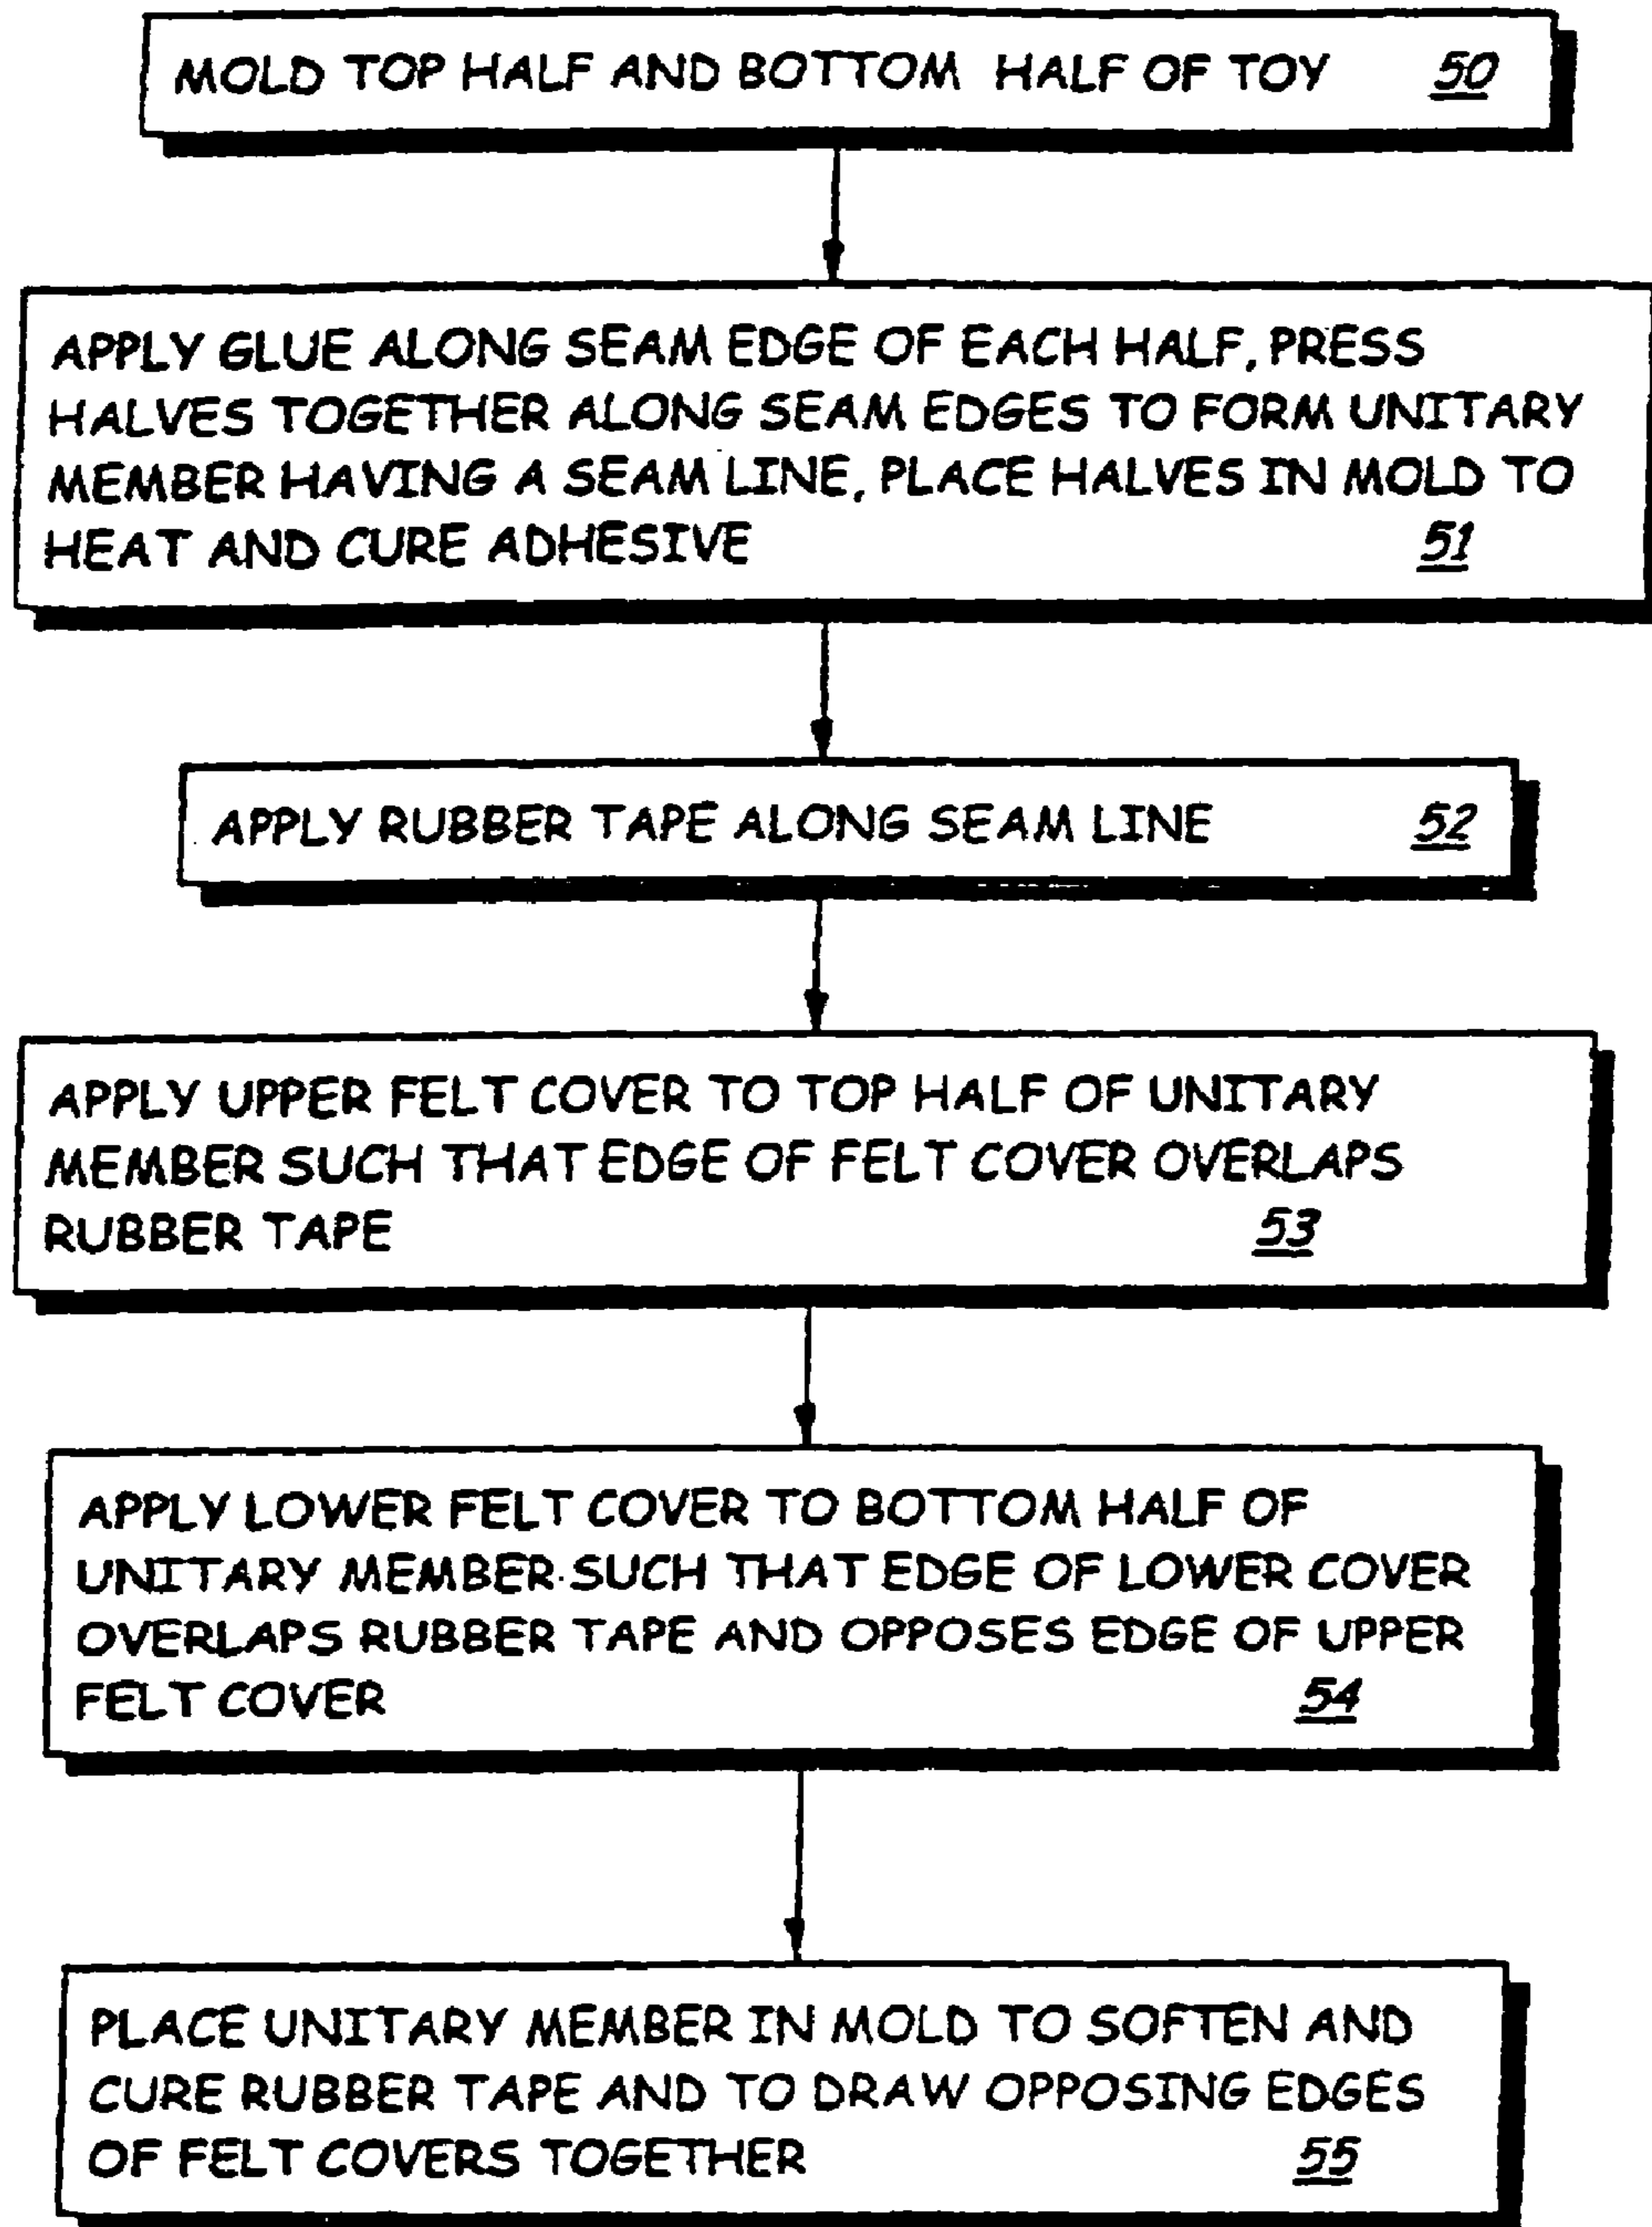 MOLD TOP HALF AND BOTTOM HALF OF TOY 50
APPLY GLUE ALONG SEAM EDGE OF EACH HALF, PRESS
HALVES TOGETHER ALONG SEAM EDGES TO FORM UNITARY
MEMBER HAVING A SEAM LINE, PLACE HALVES IN MOLD TO
HEAT AND CURE ADHESIVE 51
APPLY RUBBER TAPE ALONG SEAM LINE 52
APPLY UPPER FELT COVER TO TOP HALF OF UNITARY
MEMBER SUCH THAT EDGE OF FELT COVER OVERLAPS
RUBBER TAPE 53
APPLY LOWER FELT COVER TO BOTTOM HALF OF
UNITARY MEMBER SUCH THAT EDGE OF LOWER COVER
OVERLAPS RUBBER TAPE AND OPPOSES EDGE OF UPPER
FELT COVER 54
PLACE UNITARY MEMBER IN MOLD TO SOFTEN AND
CURE RUBBER TAPE AND TO DRAW OPPOSING EDGES
OF FELT COVERS TOGETHER 55